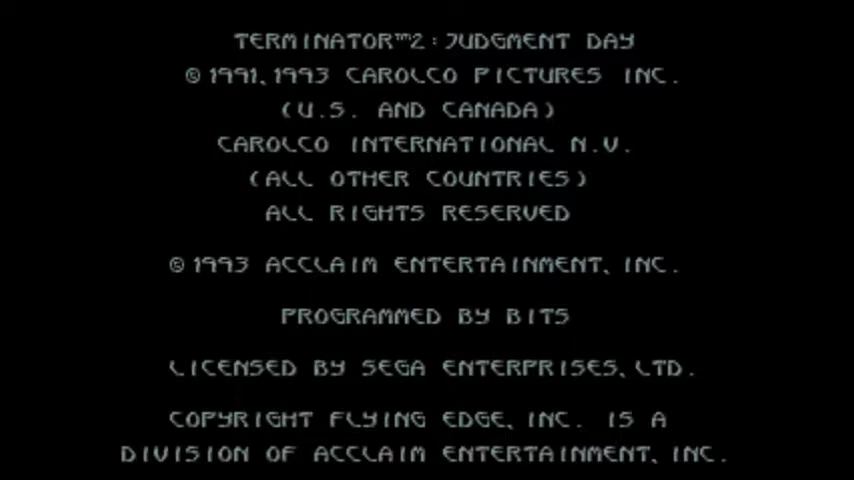 TERMINATOR™2:JUDGMENT DAY
© 1991,1993 CAROLCO PICTURES INC.
(U.S. AND CANADA)
CAROLCO INTERNATIONAL N.V.
(ALL OTHER COUNTRIES)
ALL RIGHTS RESERVED
© 1993 ACCLAIM ENTERTAINMENT, INC.
PROGRAMMED BY BITS
LICENSED BY SEGA ENTERPRISES, LTD.
COPYRIGHT FLYING EDGE, INC. IS A
DIVISION OF ACCLAIM ENTERTAINMENT, INC.